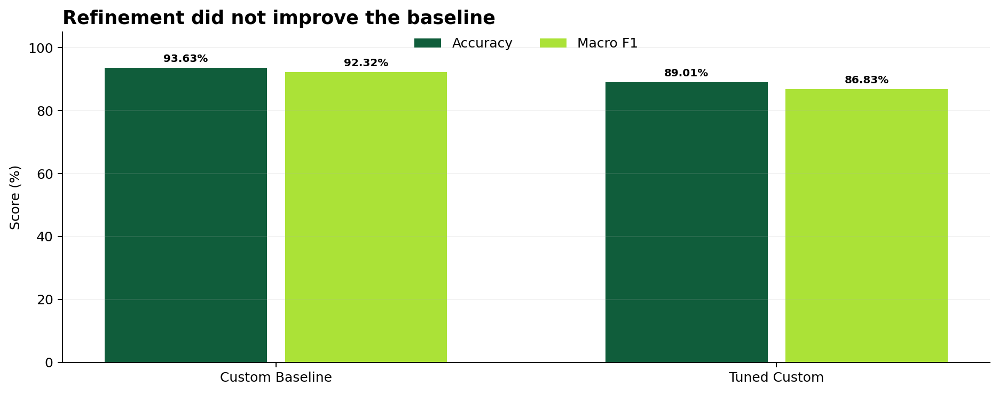 Refinement did not improve the baseline
Accuracy Macro F1
100
93.63%
92.32%
89.01%
86.83%
80
60
Score (%)
40
20
0
Custom Baseline Tuned Custom